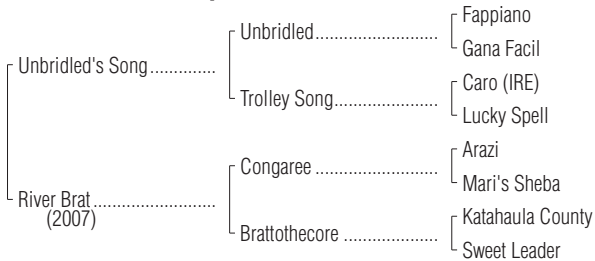 Fappiano
Unbridled
Gana Facil
Unbridled's Song
Caro (IRE)
Trolley Song
Lucky Spell
Arazi
Congaree
Mari's Sheba
River Brat
(2007)
Katahaula County
Brattothecore
Sweet Leader